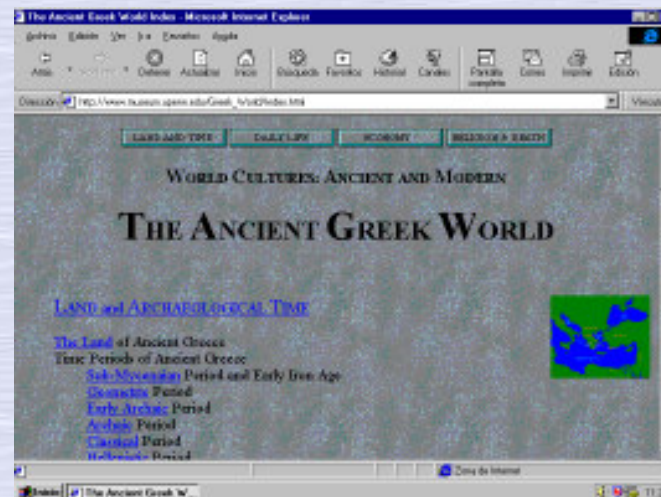 The Ancient Greek World Index - Microsoft Internet Explorer
Archivo Edición Ver Ir a Favoritos Ayuda
Atrás Detener Actualizar Inicio Búsqueda Favoritos Historial Canales Pantalla completa Correo Imprimir Edición
Dirección http://www.museum.upenn.edu/Greek_World/Index.html
LAND AND TIME DAILY LIFE ECONOMY RELIGION & DEATH
WORLD CULTURES: ANCIENT AND MODERN
THE ANCIENT GREEK WORLD
LAND and ARCHAEOLOGICAL TIME
The Land of Ancient Greece
Time Periods of Ancient Greece
Sub-Mycenaian Period and Early Iron Age
Geometric Period
Early Archaic Period
Archaic Period
Classical Period
Hellenistic Period
Zona de Internet
Inicio The Ancient Greek W...